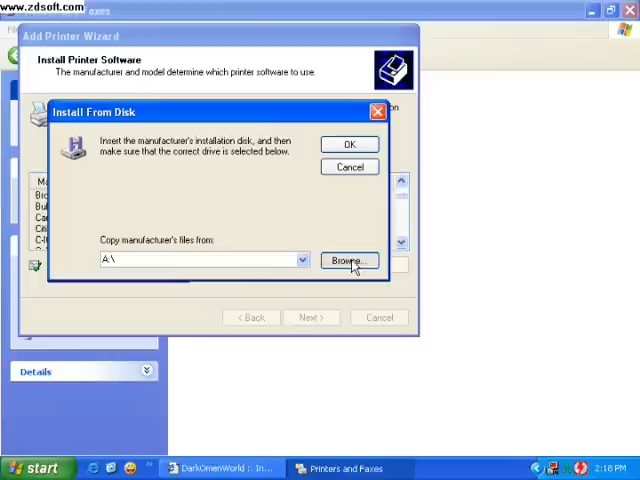 www.zdsoft.com
Faxes
Add Printer Wizard
Install Printer Software
The manufacturer and model determine which printer software to use.
Install From Disk
Insert the manufacturer's installation disk, and then
make sure that the correct drive is selected below.
OK
Cancel
Copy manufacturer's files from:
A:\
Browse...
< Back
Next >
Cancel
Details
start
DarkOmenWorld :: In...
Printers and Faxes
2:18 PM